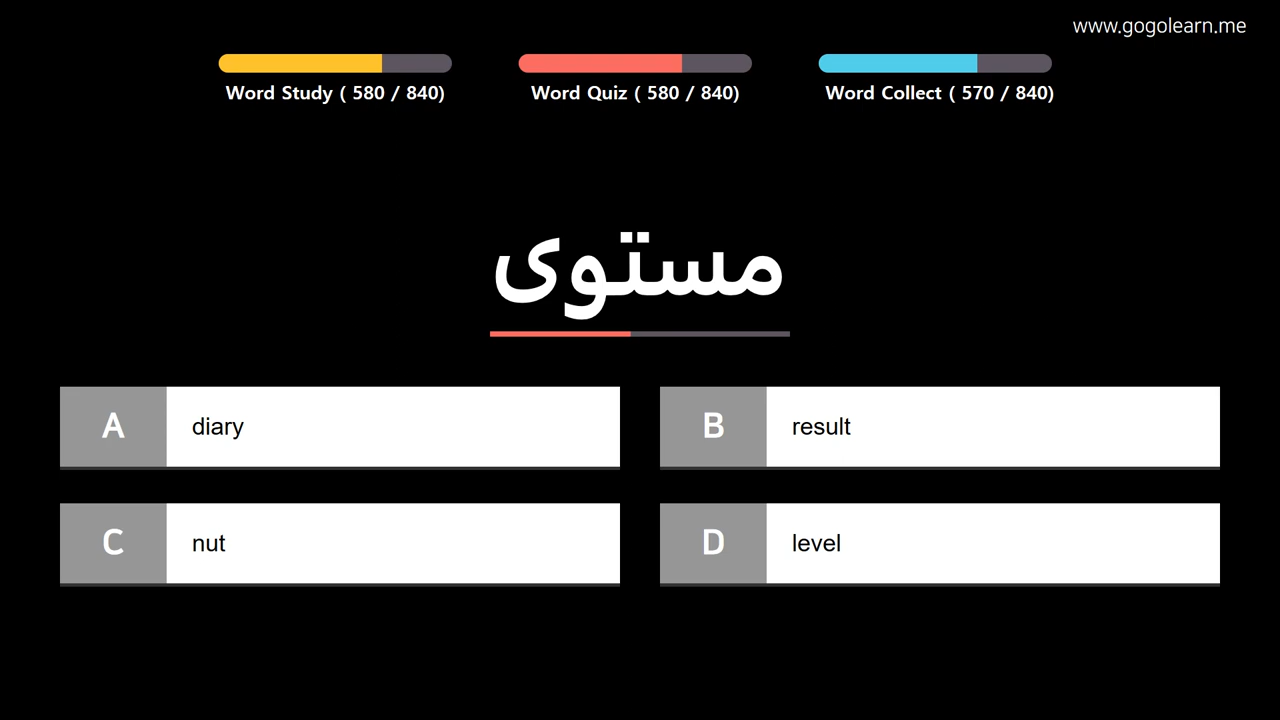 www.gogolearn.me
Word Study ( 580 / 840)
Word Quiz ( 580 / 840)
Word Collect ( 570 / 840)
مستوى
A diary
B result
C nut
D level